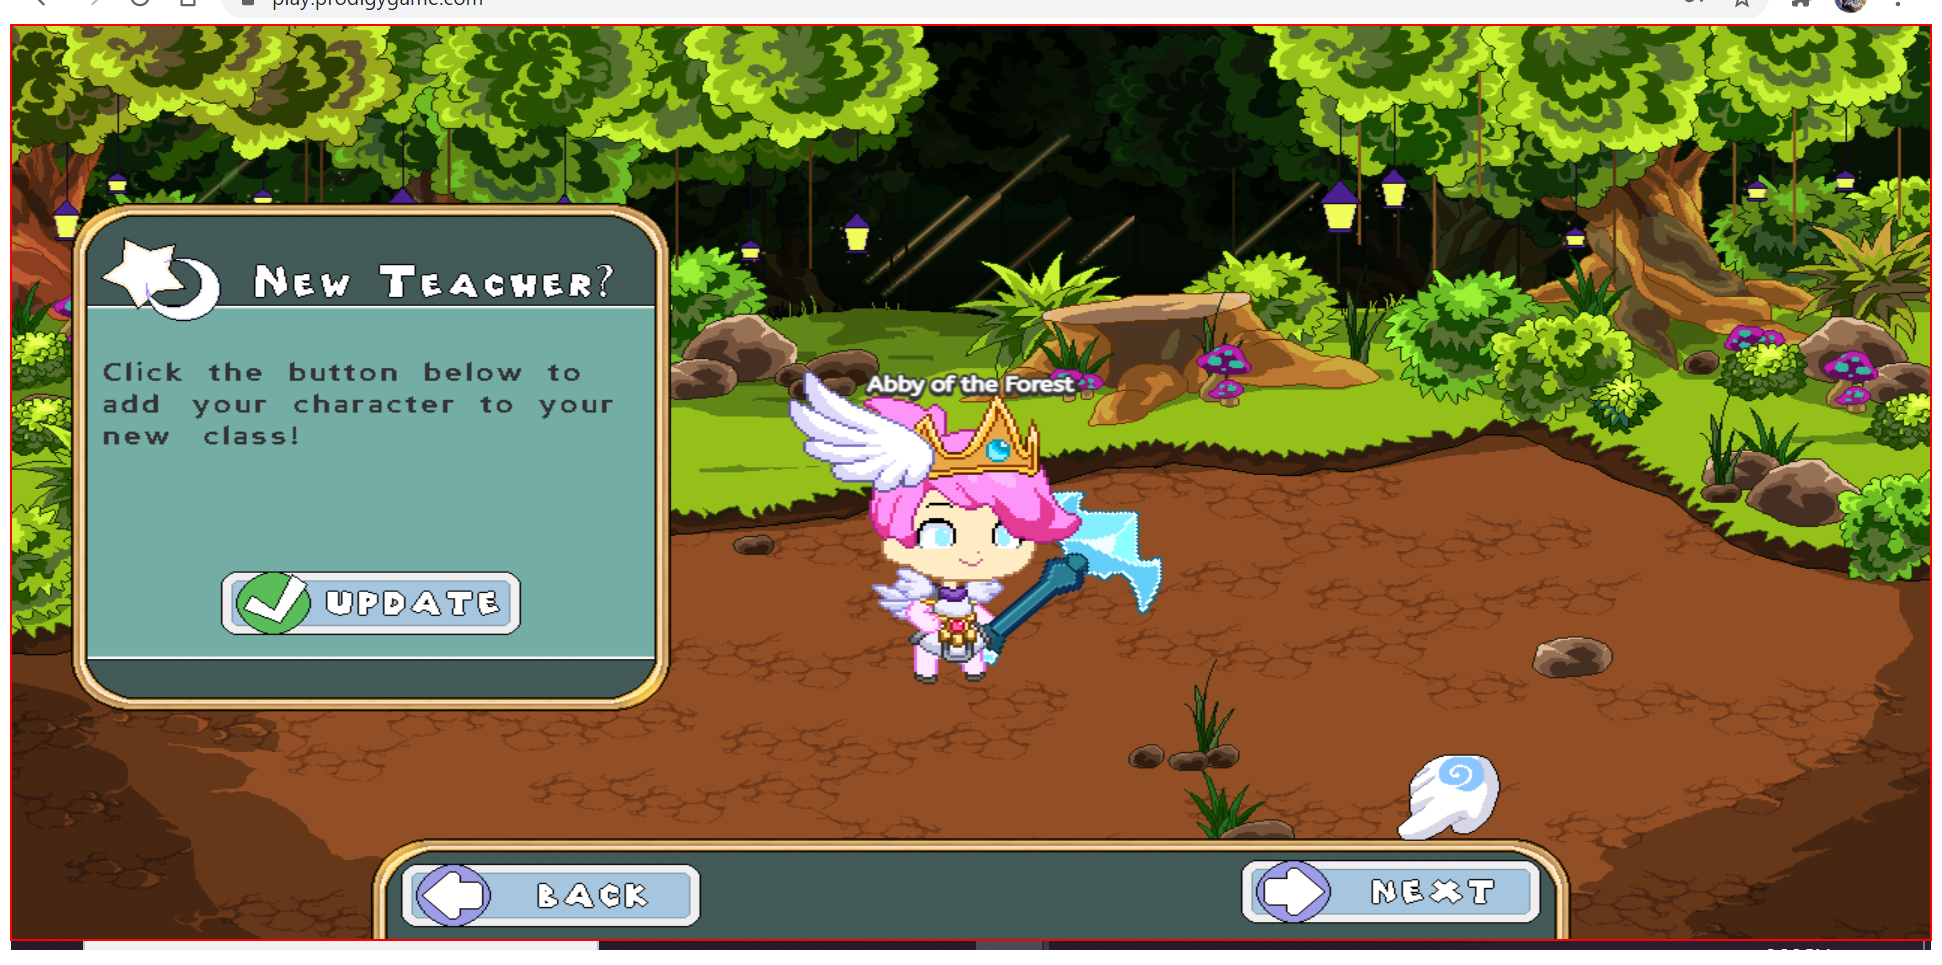 play.prodigygame.com
New Teacher?
Click the button below to
add your character to your
new class!
UPDATE
Abby of the Forest
BACK
NEXT